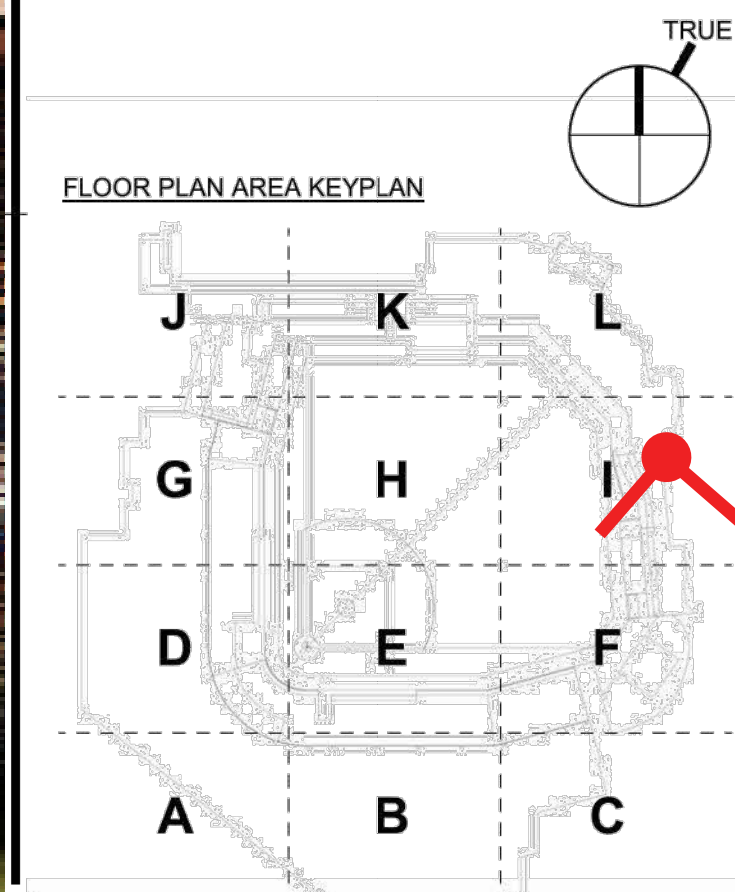 TRUE
FLOOR PLAN AREA KEYPLAN
J K L
G H I
D E F
A B C